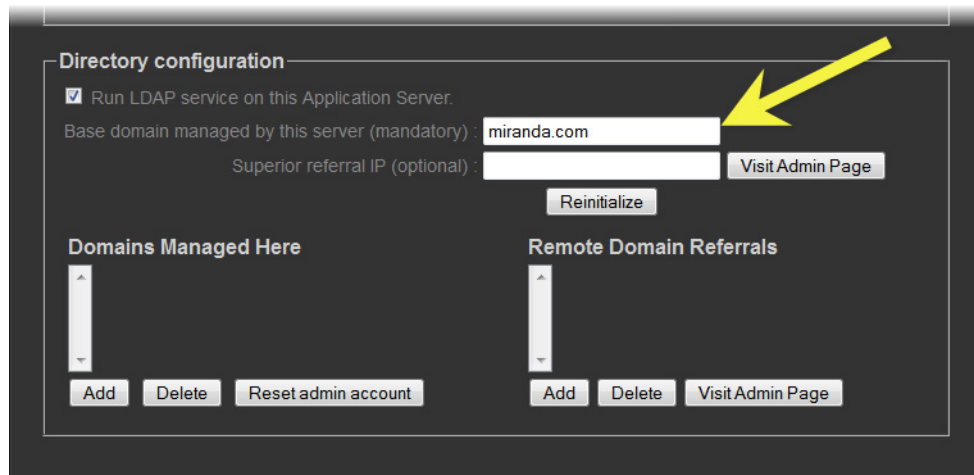 Directory configuration
Run LDAP service on this Application Server.
Base domain managed by this server (mandatory) : miranda.com
Superior referral IP (optional) : Visit Admin Page
Reinitialize
Domains Managed Here Remote Domain Referrals
Add Delete Reset admin account Add Delete Visit Admin Page